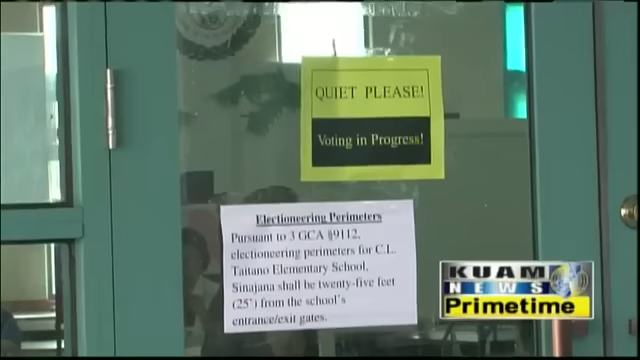 QUIET PLEASE!
Voting in Progress!
Electioneering Perimeters
Pursuant to 3 GCA §9112,
electioneering perimeters for C.L.
Taitano Elementary School,
Sinajana shall be twenty-five feet
(25') from the school's
entrance/exit gates.
KUAM
NEWS
Primetime